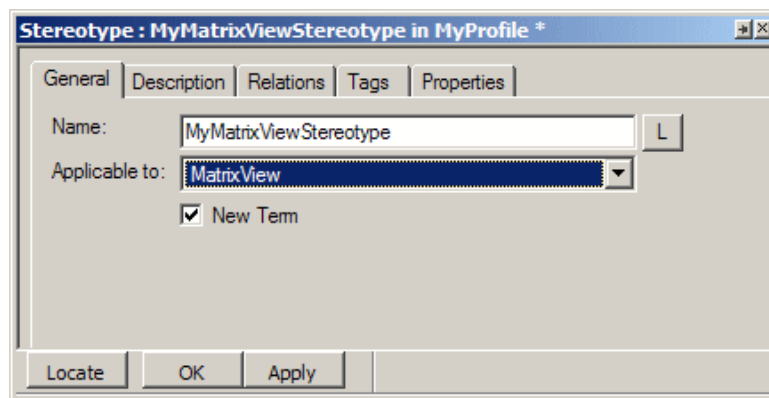 Stereotype : MyMatrixViewStereotype in MyProfile *
General Description Relations Tags Properties
Name: MyMatrixViewStereotype L
Applicable to: MatrixView
New Term
Locate OK Apply